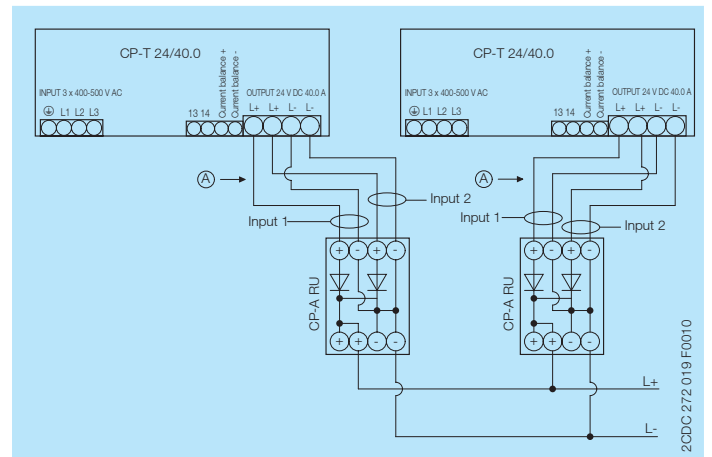 CP-T 24/40.0
INPUT 3 x 400-500 V AC
L1 L2 L3
13 14
Current balance +
Current balance -
OUTPUT 24 V DC 40.0 A
L+ L+ L- L-
A
Input 1
Input 2
CP-A RU
+ - + -
+ + - -
CP-T 24/40.0
INPUT 3 x 400-500 V AC
L1 L2 L3
13 14
Current balance +
Current balance -
OUTPUT 24 V DC 40.0 A
L+ L+ L- L-
A
Input 1
Input 2
CP-A RU
+ - + -
+ + - -
L+
L-
2CDC 272 019 F0010